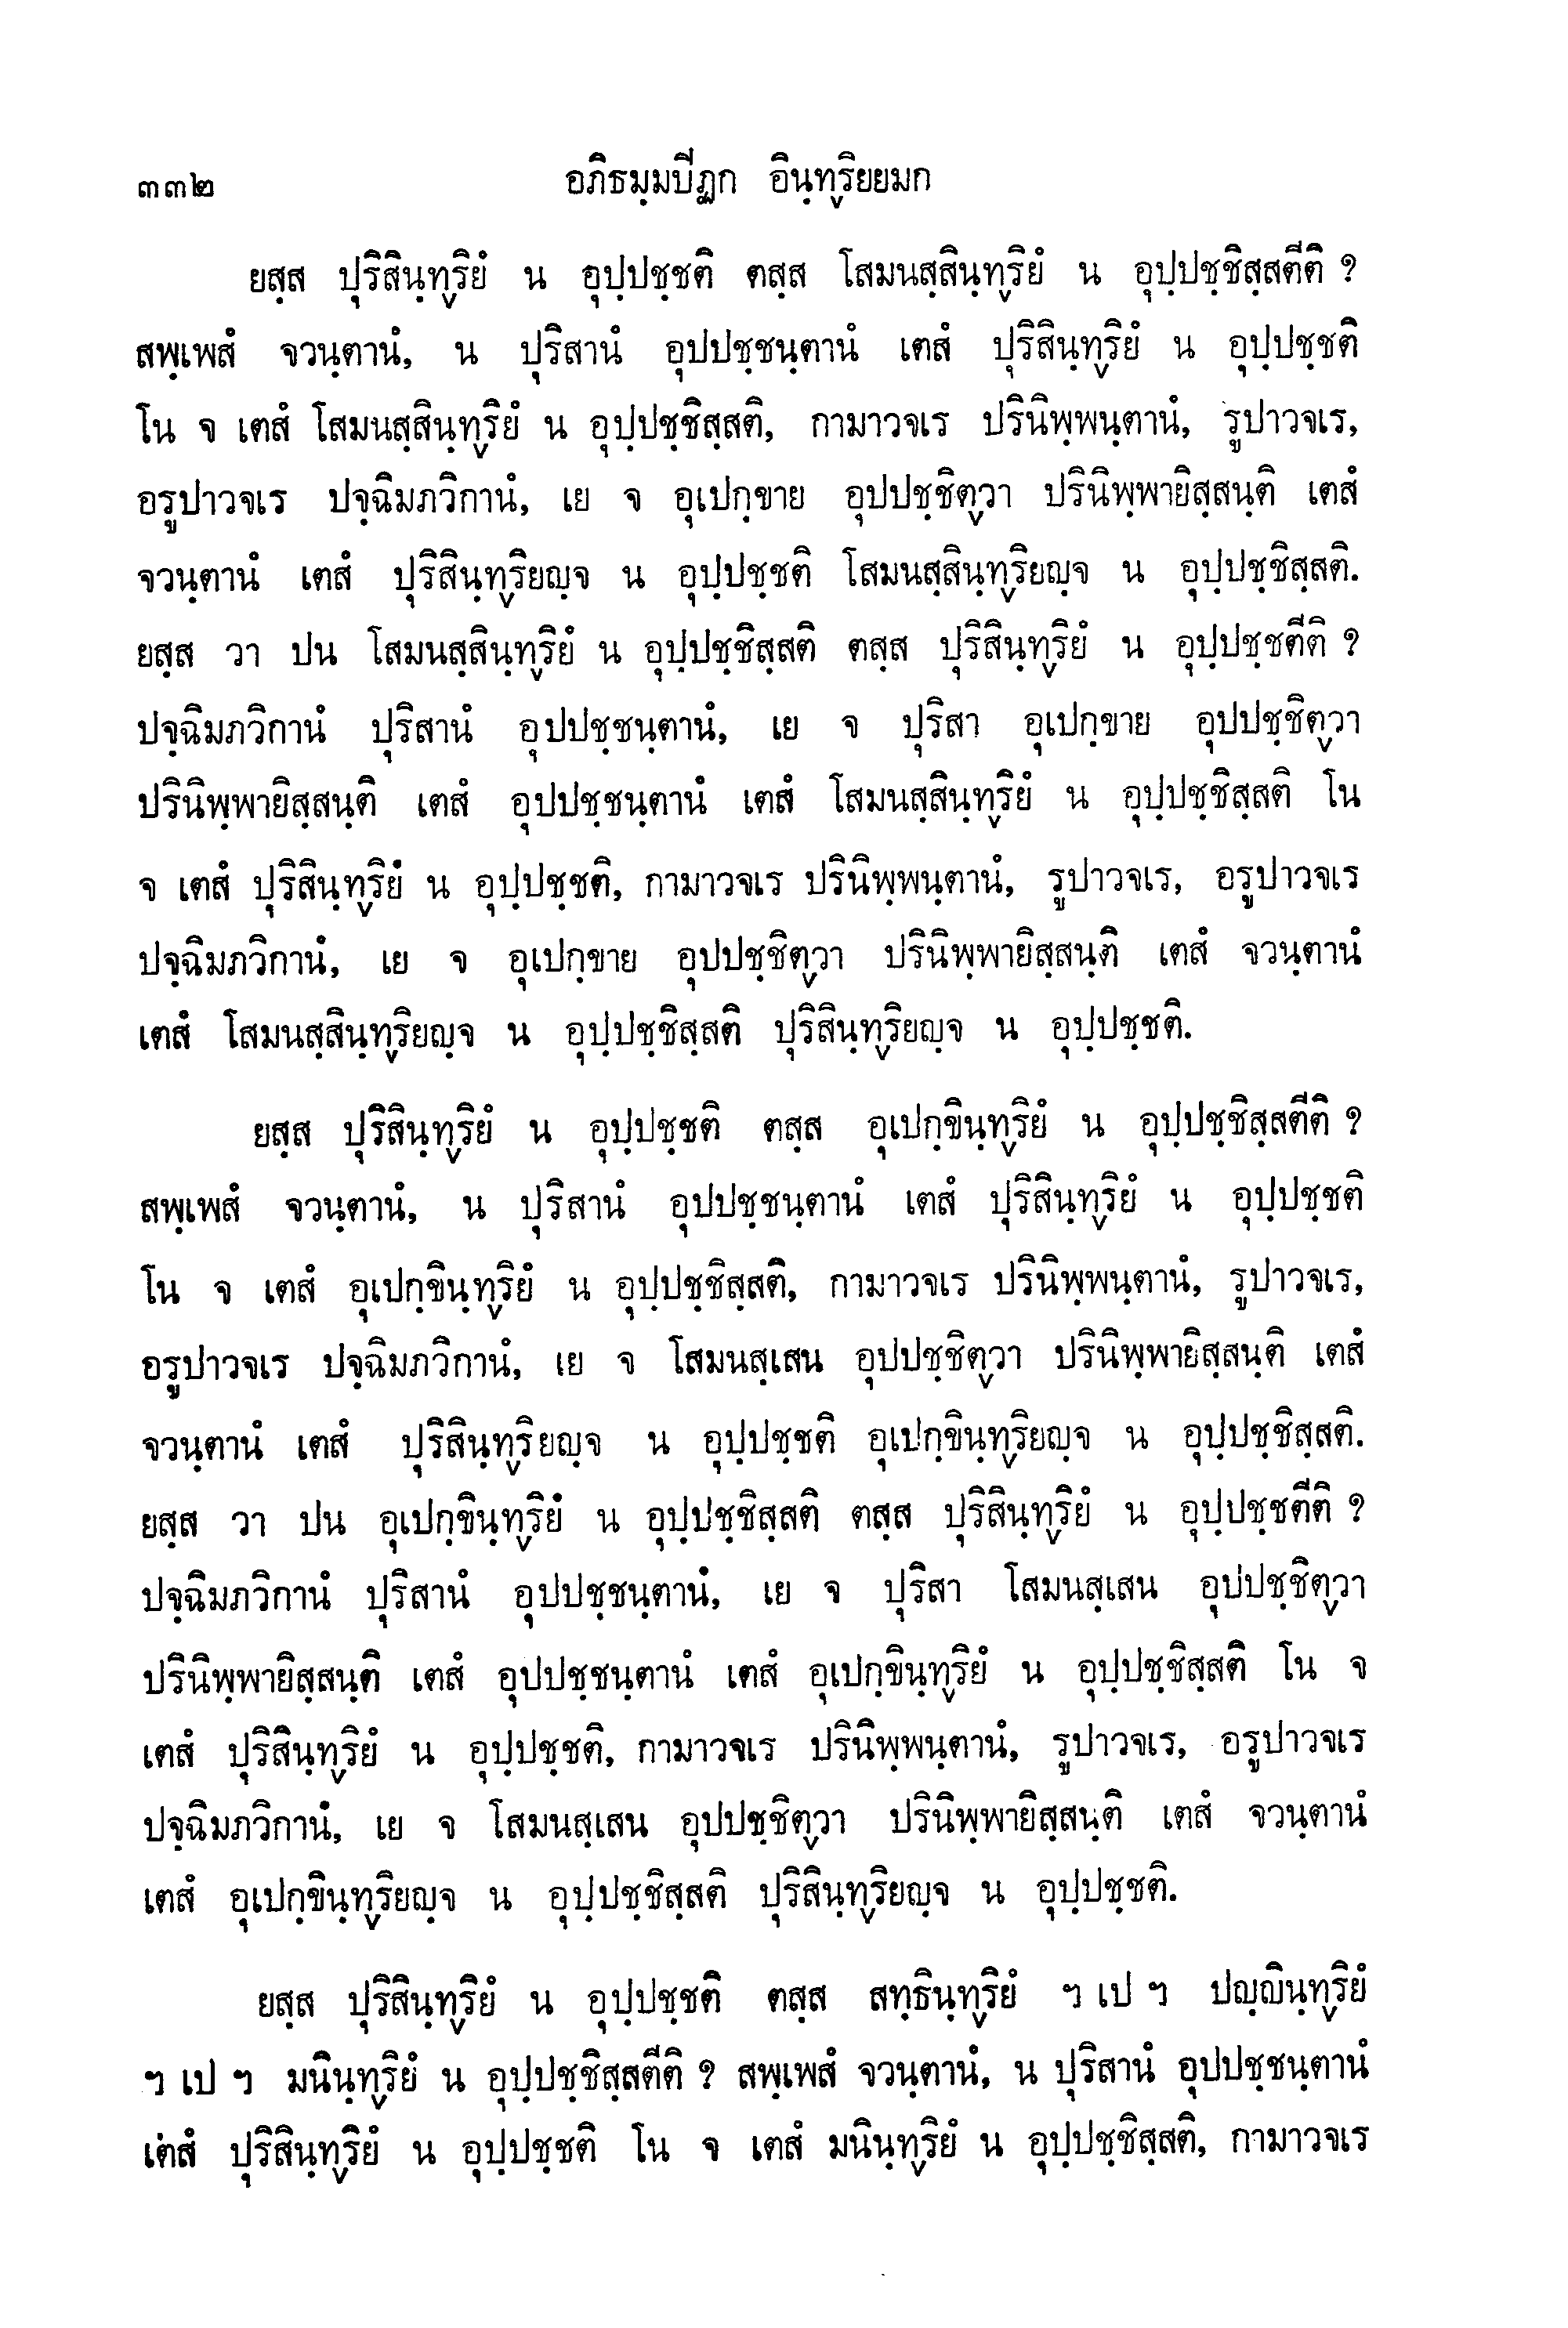 ๓๓๒ อภิธมฺมปีฏก อินฺทฺริยยมก
ยสฺส ปุริสินฺทฺริยํ น อุปฺปชฺชติ ตสฺส โสมนสฺสินฺทฺริยํ น อุปฺปชฺชิสฺสตีติ ?
สพฺเพสํ จวนฺตานํ, น ปุริสานํ อุปปชฺชนฺตานํ เตสํ ปุริสินฺทฺริยํ น อุปฺปชฺชติ
โน จ เตสํ โสมนสฺสินฺทฺริยํ น อุปฺปชฺชิสฺสติ, กามาวจเร ปรินิพฺพนฺตานํ, รูปาวจเร,
อรูปาวจเร ปจฺฉิมภวิกานํ, เย จ อุเปกฺขาย อุปปชฺชิตฺวา ปรินิพฺพายิสฺสนฺติ เตสํ
จวนฺตานํ เตสํ ปุริสินฺทฺริยญฺจ น อุปฺปชฺชติ โสมนสฺสินฺทฺริยญฺจ น อุปฺปชฺชิสฺสติ.
ยสฺส วา ปน โสมนสฺสินฺทฺริยํ น อุปฺปชฺชิสฺสติ ตสฺส ปุริสินฺทฺริยํ น อุปฺปชฺชตีติ ?
ปจฺฉิมภวิกานํ ปุริสานํ อุปปชฺชนฺตานํ, เย จ ปุริสา อุเปกฺขาย อุปปชฺชิตฺวา
ปรินิพฺพายิสฺสนฺติ เตสํ อุปปชฺชนฺตานํ เตสํ โสมนสฺสินฺทฺริยํ น อุปฺปชฺชิสฺสติ โน
จ เตสํ ปุริสินฺทฺริยํ น อุปฺปชฺชติ, กามาวจเร ปรินิพฺพนฺตานํ, รูปาวจเร, อรูปาวจเร
ปจฺฉิมภวิกานํ, เย จ อุเปกฺขาย อุปปชฺชิตฺวา ปรินิพฺพายิสฺสนฺติ เตสํ จวนฺตานํ
เตสํ โสมนสฺสินฺทฺริยญฺจ น อุปฺปชฺชิสฺสติ ปุริสินฺทฺริยญฺจ น อุปฺปชฺชติ.
ยสฺส ปุริสินฺทฺริยํ น อุปฺปชฺชติ ตสฺส อุเปกฺขินฺทฺริยํ น อุปฺปชฺชิสฺสตีติ ?
สพฺเพสํ จวนฺตานํ, น ปุริสานํ อุปปชฺชนฺตานํ เตสํ ปุริสินฺทฺริยํ น อุปฺปชฺชติ
โน จ เตสํ อุเปกฺขินฺทฺริยํ น อุปฺปชฺชิสฺสติ, กามาวจเร ปรินิพฺพนฺตานํ, รูปาวจเร,
อรูปาวจเร ปจฺฉิมภวิกานํ, เย จ โสมนสฺเสน อุปปชฺชิตฺวา ปรินิพฺพายิสฺสนฺติ เตสํ
จวนฺตานํ เตสํ ปุริสินฺทฺริยญฺจ น อุปฺปชฺชติ อุเปกฺขินฺทฺริยญฺจ น อุปฺปชฺชิสฺสติ.
ยสฺส วา ปน อุเปกฺขินฺทฺริยํ น อุปฺปชฺชิสฺสติ ตสฺส ปุริสินฺทฺริยํ น อุปฺปชฺชตีติ ?
ปจฺฉิมภวิกานํ ปุริสานํ อุปปชฺชนฺตานํ, เย จ ปุริสา โสมนสฺเสน อุปปชฺชิตฺวา
ปรินิพฺพายิสฺสนฺติ เตสํ อุปปชฺชนฺตานํ เตสํ อุเปกฺขินฺทฺริยํ น อุปฺปชฺชิสฺสติ โน จ
เตสํ ปุริสินฺทฺริยํ น อุปฺปชฺชติ, กามาวจเร ปรินิพฺพนฺตานํ, รูปาวจเร, อรูปาวจเร
ปจฺฉิมภวิกานํ, เย จ โสมนสฺเสน อุปปชฺชิตฺวา ปรินิพฺพายิสฺสนฺติ เตสํ จวนฺตานํ
เตสํ อุเปกฺขินฺทฺริยญฺจ น อุปฺปชฺชิสฺสติ ปุริสินฺทฺริยญฺจ น อุปฺปชฺชติ.
ยสฺส ปุริสินฺทฺริยํ น อุปฺปชฺชติ ตสฺส สทฺธินฺทฺริยํ ฯ เป ฯ ปญฺญินฺทฺริยํ
ฯ เป ฯ มนินฺทฺริยํ น อุปฺปชฺชิสฺสตีติ ? สพฺเพสํ จวนฺตานํ, น ปุริสานํ อุปปชฺชนฺตานํ
เตสํ ปุริสินฺทฺริยํ น อุปฺปชฺชติ โน จ เตสํ มนินฺทฺริยํ น อุปฺปชฺชิสฺสติ, กามาวจเร